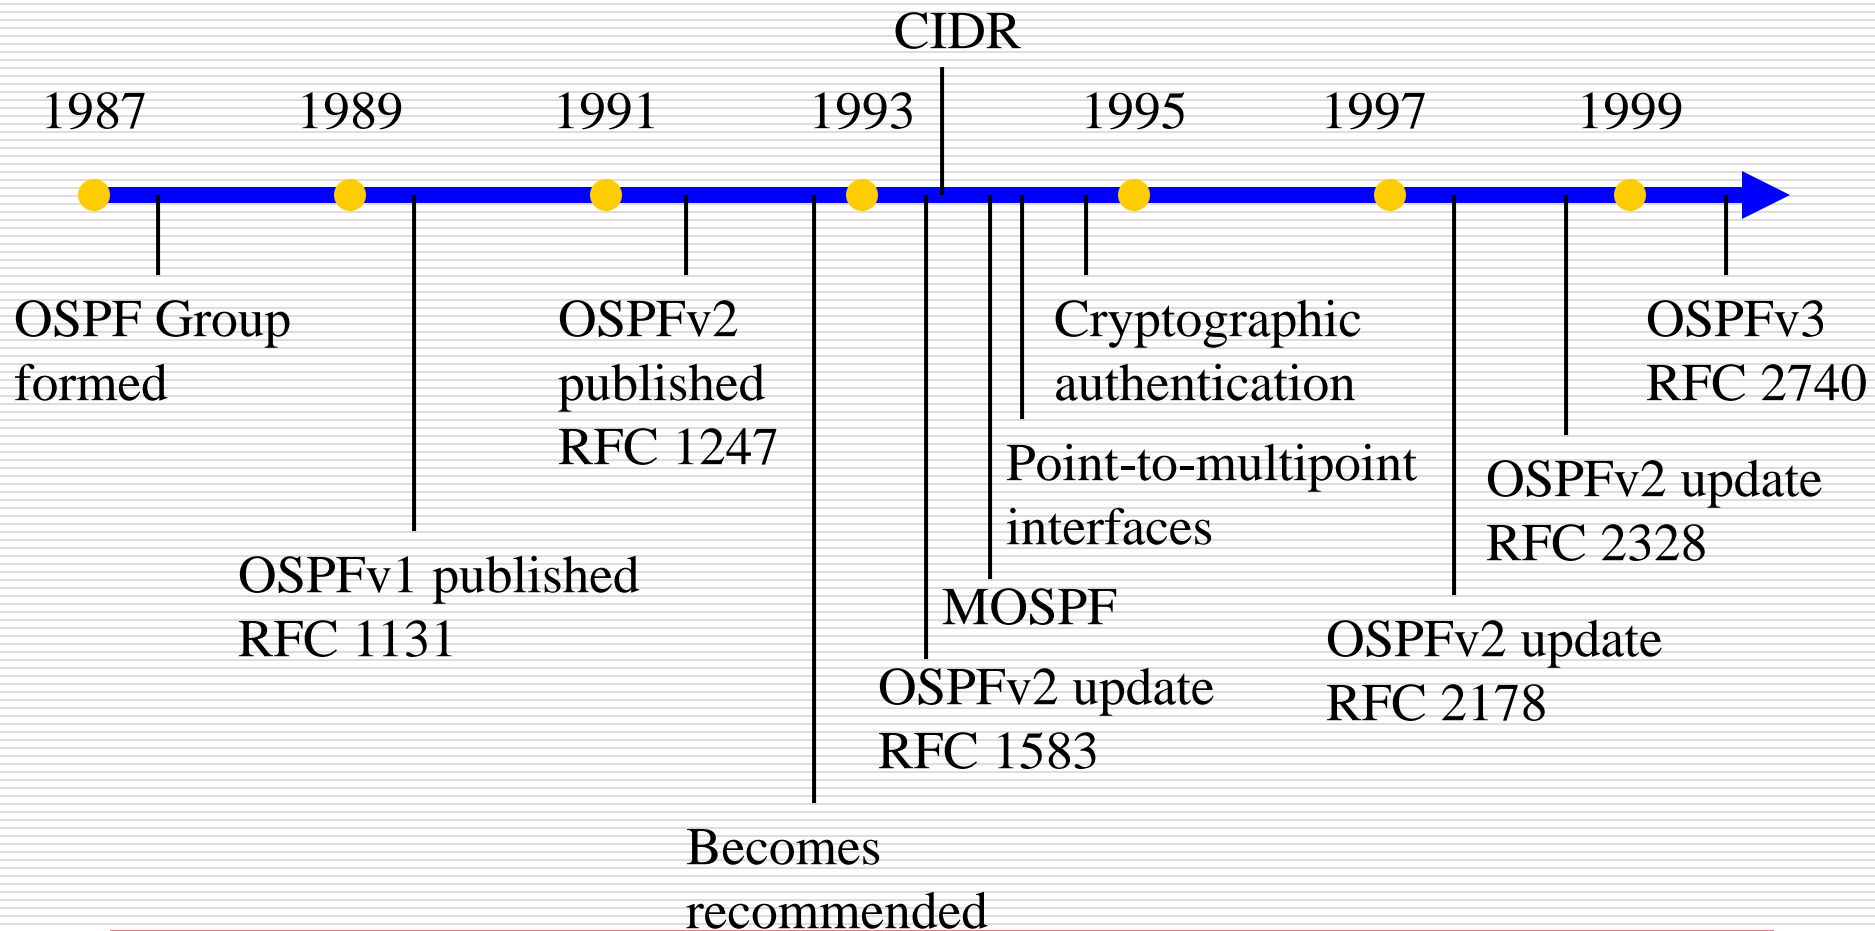 CIDR
1987 1989 1991 1993 1995 1997 1999
OSPF Group
formed
OSPFv2
published
RFC 1247
Cryptographic
authentication
OSPFv3
RFC 2740
Point-to-multipoint
interfaces
OSPFv2 update
RFC 2328
OSPFv1 published
RFC 1131
MOSPF
OSPFv2 update
RFC 2178
OSPFv2 update
RFC 1583
Becomes
recommended